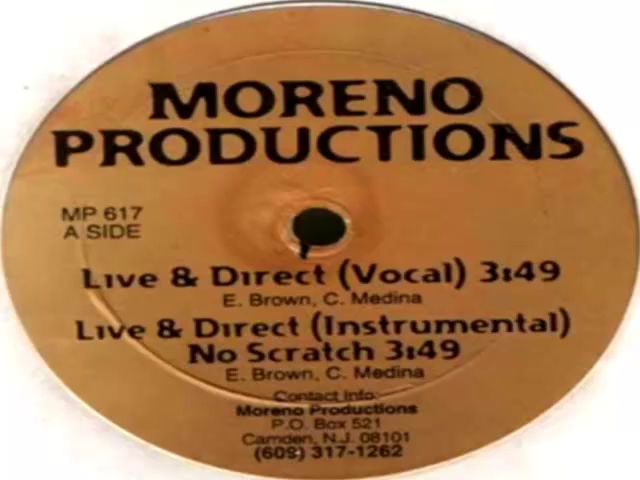 MORENO
PRODUCTIONS
MP 617
A SIDE
Live & Direct (Vocal) 3:49
E. Brown, C. Medina
Live & Direct (Instrumental)
No Scratch 3:49
E. Brown, C. Medina
Contact Info:
Moreno Productions
P.O. Box 521
Camden, N.J. 08101
(609) 317-1262